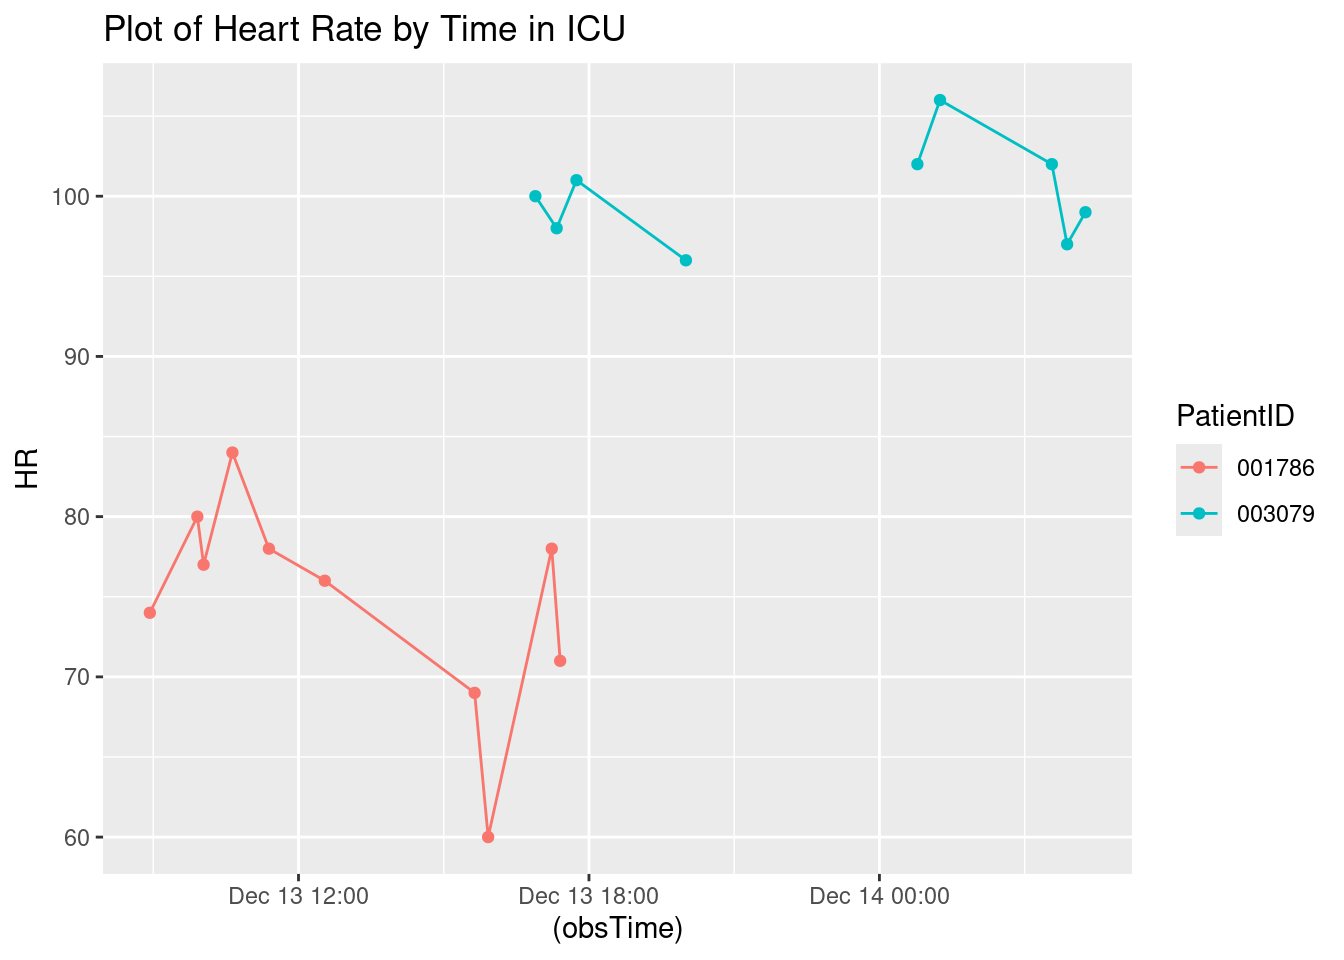 Plot of Heart Rate by Time in ICU
HR
100
90
80
70
60
Dec 13 12:00
Dec 13 18:00
Dec 14 00:00
(obsTime)
PatientID
001786
003079